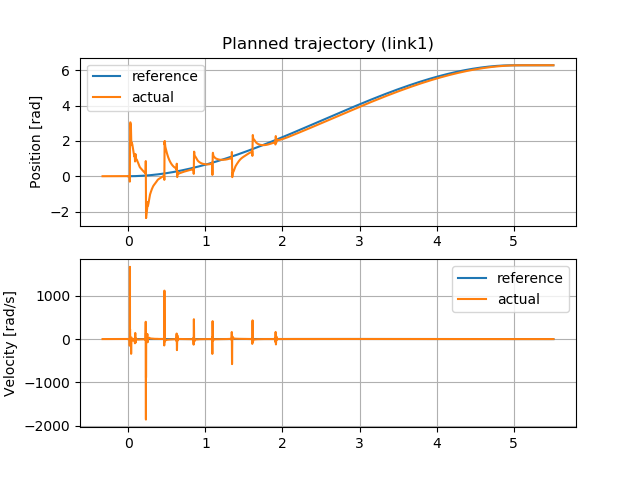 Planned trajectory (link1)
Position [rad]
6
4
2
0
−2
reference
actual
0 1 2 3 4 5
Velocity [rad/s]
1000
0
−1000
−2000
reference
actual
0 1 2 3 4 5